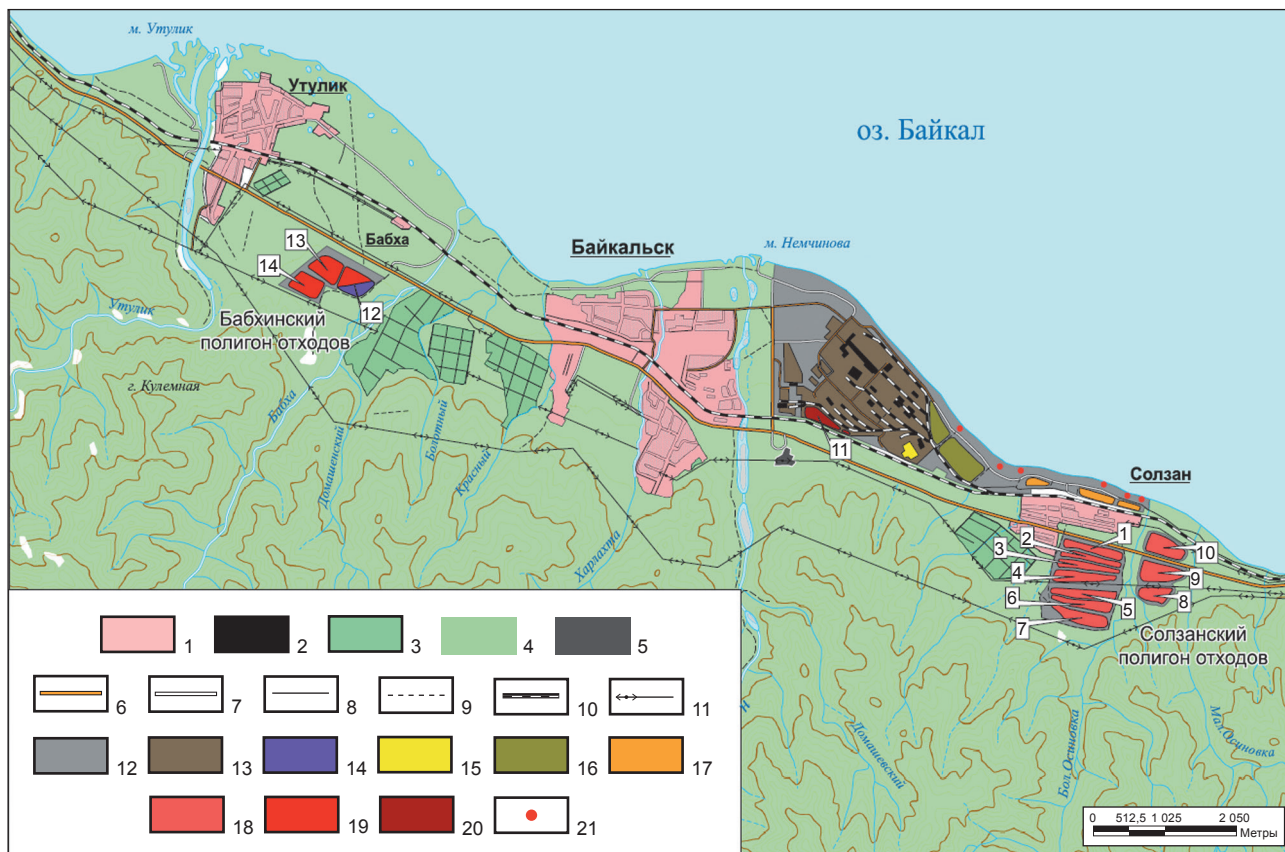 м. Утулик
Утулик
оз. Байкал
Байкальск
м. Немчинова
Бабха
13
14
12
Утулик
Бабхинский
полигон отходов
г. Кулемная
Бабха
Домашенский
Болотный
Красный
Харлахта
11
Солзан
1
2
3
4
10
9
8
5
6
7
Солзанский
полигон отходов
н
Домашевский
Бол.Осиновка
Мал.Осиновка
1 2 3 4 5
6 7 8 9 10 11
12 13 14 15 16 17
18 19 20 21
0 512,5 1 025 2 050
Метры